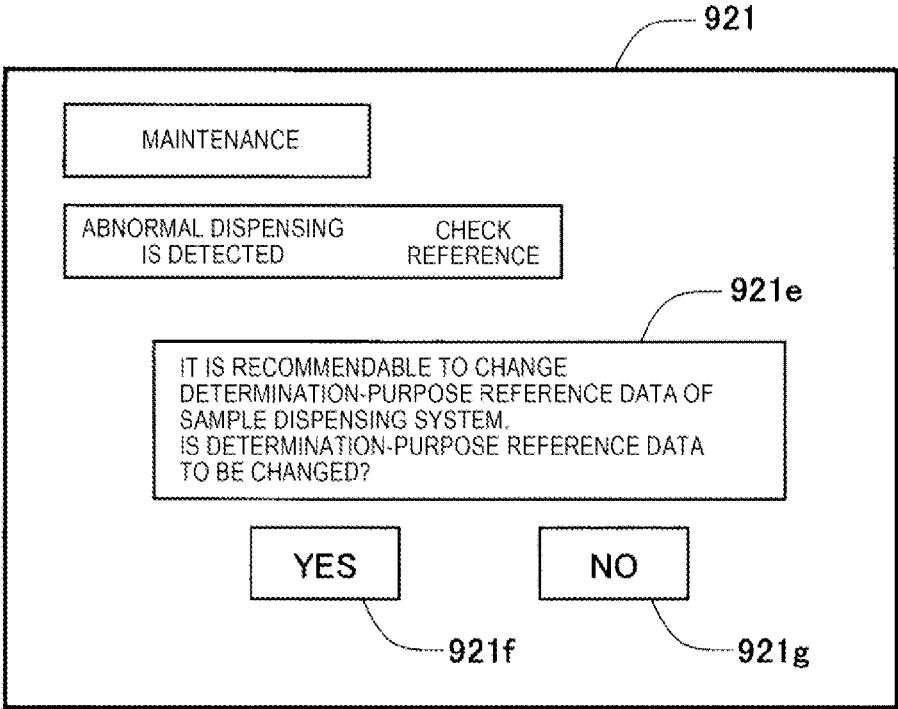 921
MAINTENANCE
ABNORMAL DISPENSING
IS DETECTED
CHECK
REFERENCE
921e
IT IS RECOMMENDABLE TO CHANGE
DETERMINATION-PURPOSE REFERENCE DATA OF
SAMPLE DISPENSING SYSTEM.
IS DETERMINATION-PURPOSE REFERENCE DATA
TO BE CHANGED?
YES
NO
921f
921g